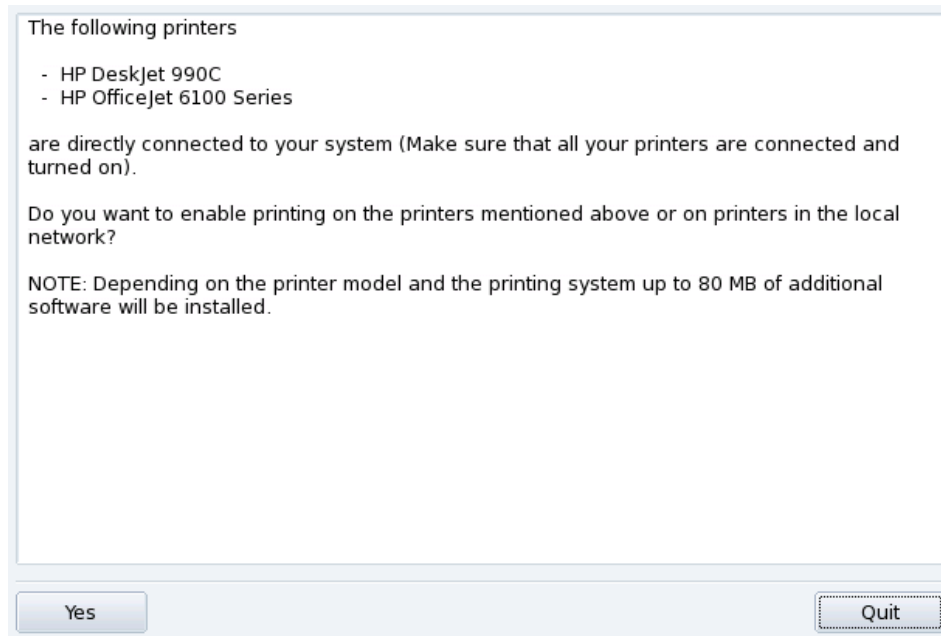 The following printers
- HP DeskJet 990C
- HP OfficeJet 6100 Series
are directly connected to your system (Make sure that all your printers are connected and
turned on).
Do you want to enable printing on the printers mentioned above or on printers in the local
network?
NOTE: Depending on the printer model and the printing system up to 80 MB of additional
software will be installed.
Yes
Quit